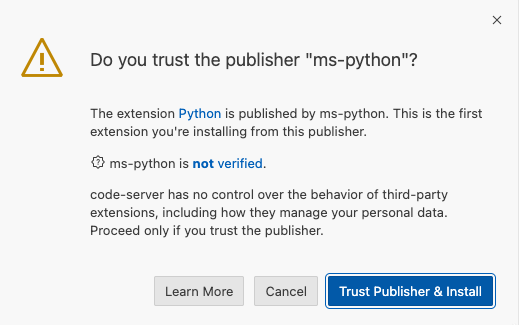 Do you trust the publisher "ms-python"?
The extension Python is published by ms-python. This is the first
extension you're installing from this publisher.
ms-python is not verified.
code-server has no control over the behavior of third-party
extensions, including how they manage your personal data.
Proceed only if you trust the publisher.
Learn More
Cancel
Trust Publisher & Install